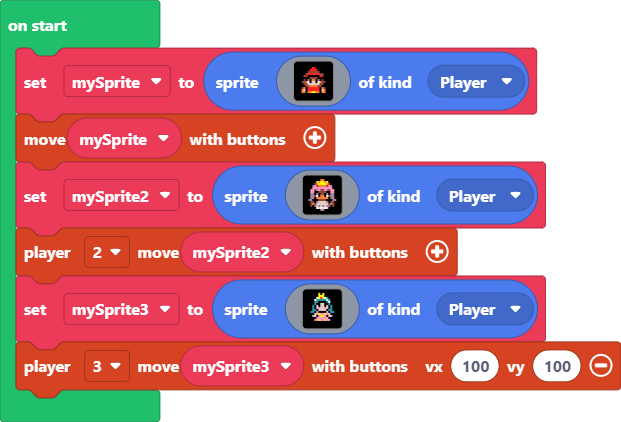 on start
set mySprite to sprite of kind Player
move mySprite with buttons
set mySprite2 to sprite of kind Player
player 2 move mySprite2 with buttons
set mySprite3 to sprite of kind Player
player 3 move mySprite3 with buttons vx 100 vy 100